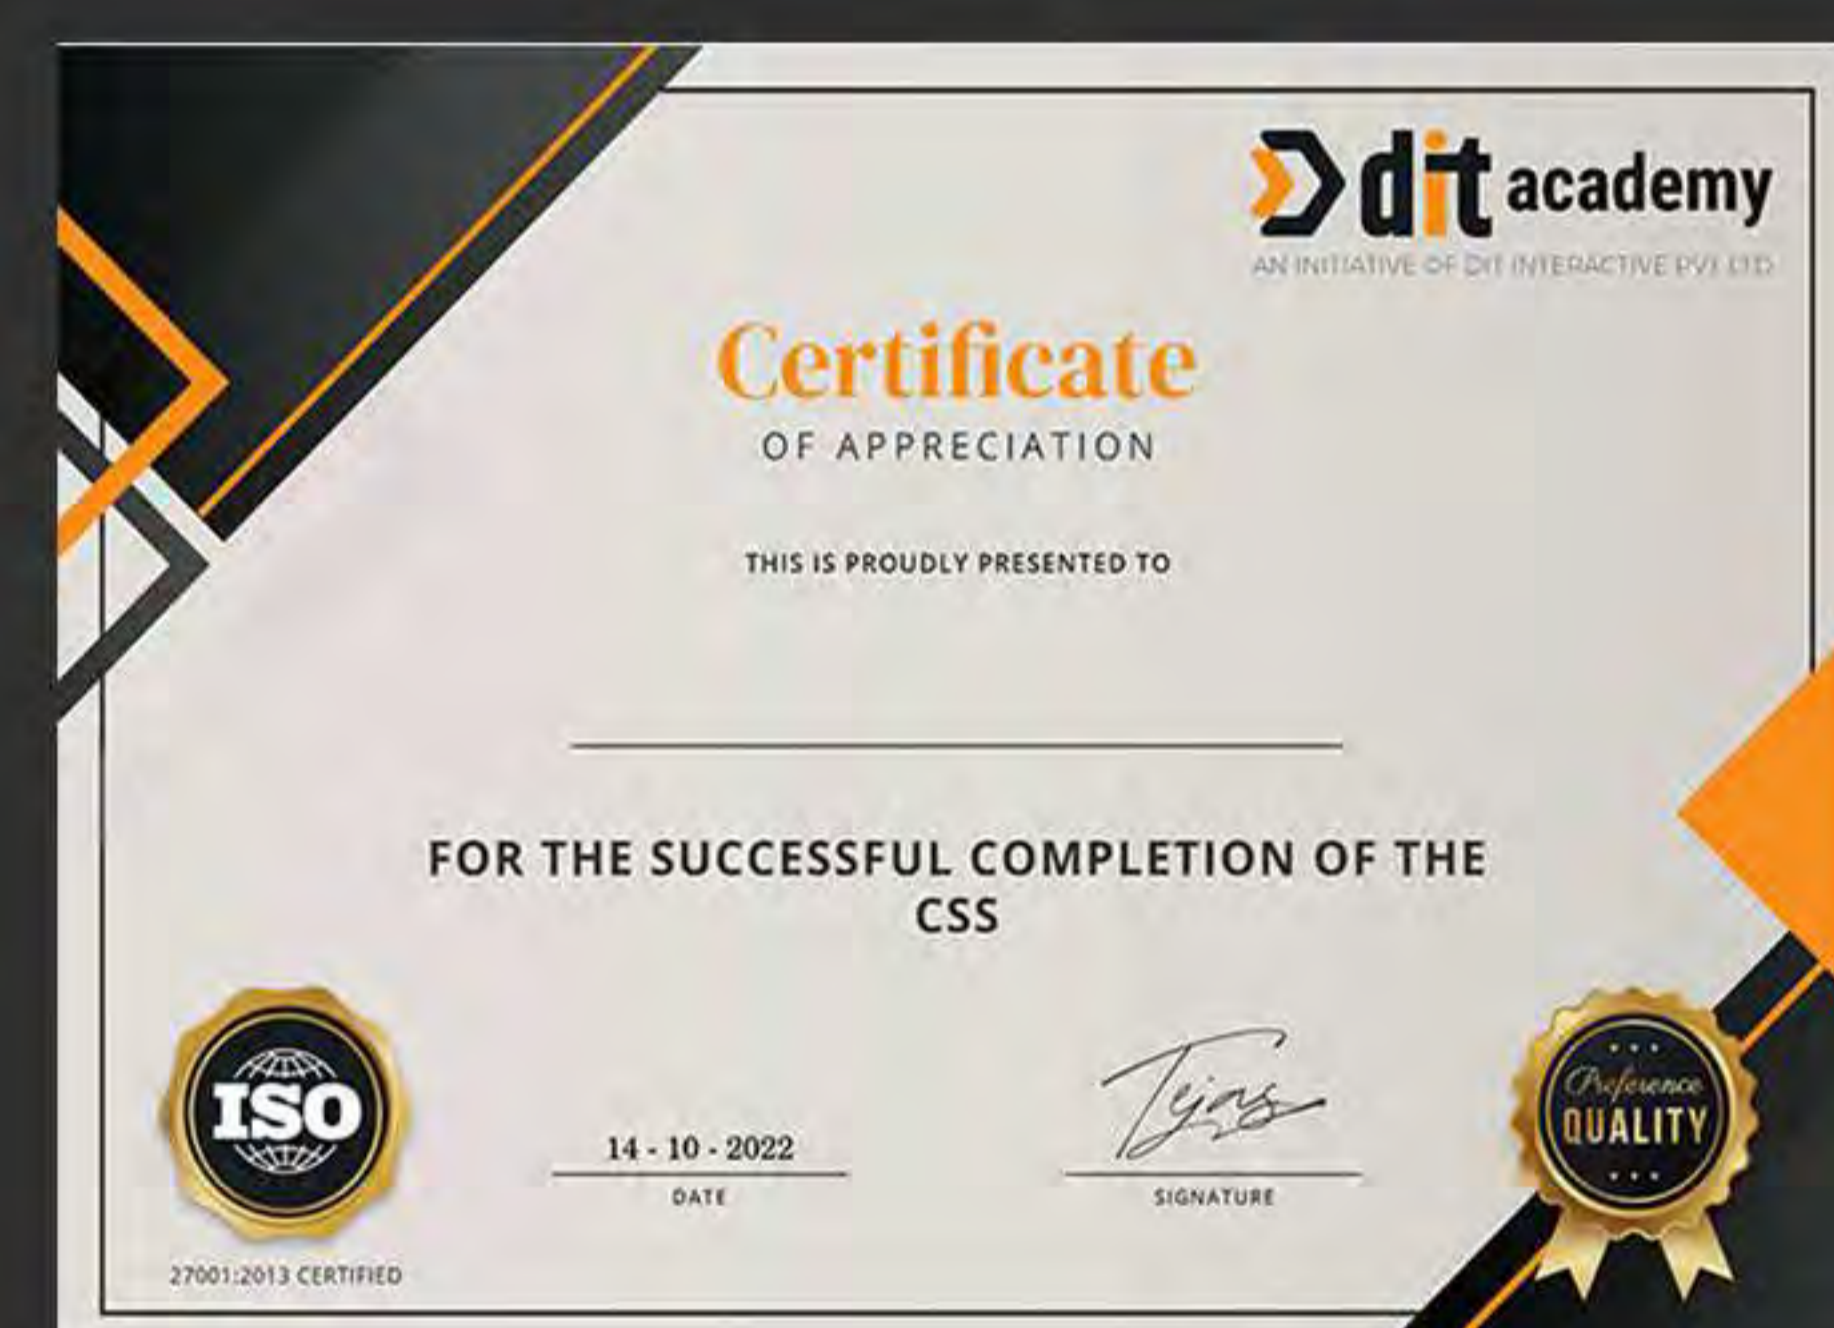 dit academy
AN INITIATIVE OF DIT INTERACTIVE PVT LTD
Certificate
OF APPRECIATION
THIS IS PROUDLY PRESENTED TO
FOR THE SUCCESSFUL COMPLETION OF THE
CSS
ISO
27001:2013 CERTIFIED
14 - 10 - 2022
DATE
Tejas
SIGNATURE
Preference
QUALITY